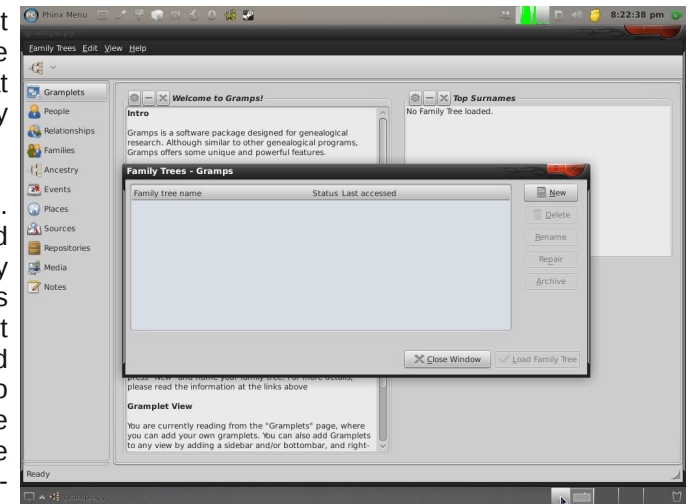 Phinx Menu
8:22:38 pm
gramps.py
Family Trees Edit View Help
Gramplets
People
Relationships
Families
Ancestry
Events
Places
Sources
Repositories
Media
Notes
Welcome to Gramps!
Intro
Gramps is a software package designed for genealogical
research. Although similar to other genealogical programs,
Gramps offers some unique and powerful features.
Top Surnames
No Family Tree loaded.
Family Trees - Gramps
Family tree name Status Last accessed
New
Delete
Rename
Repair
Archive
Close Window Load Family Tree
please read the information at the links above
Gramplet View
You are currently reading from the "Gramplets" page, where
you can add your own gramplets. You can also add Gramplets
to any view by adding a sidebar and/or bottombar, and right-
Ready
gramps.py